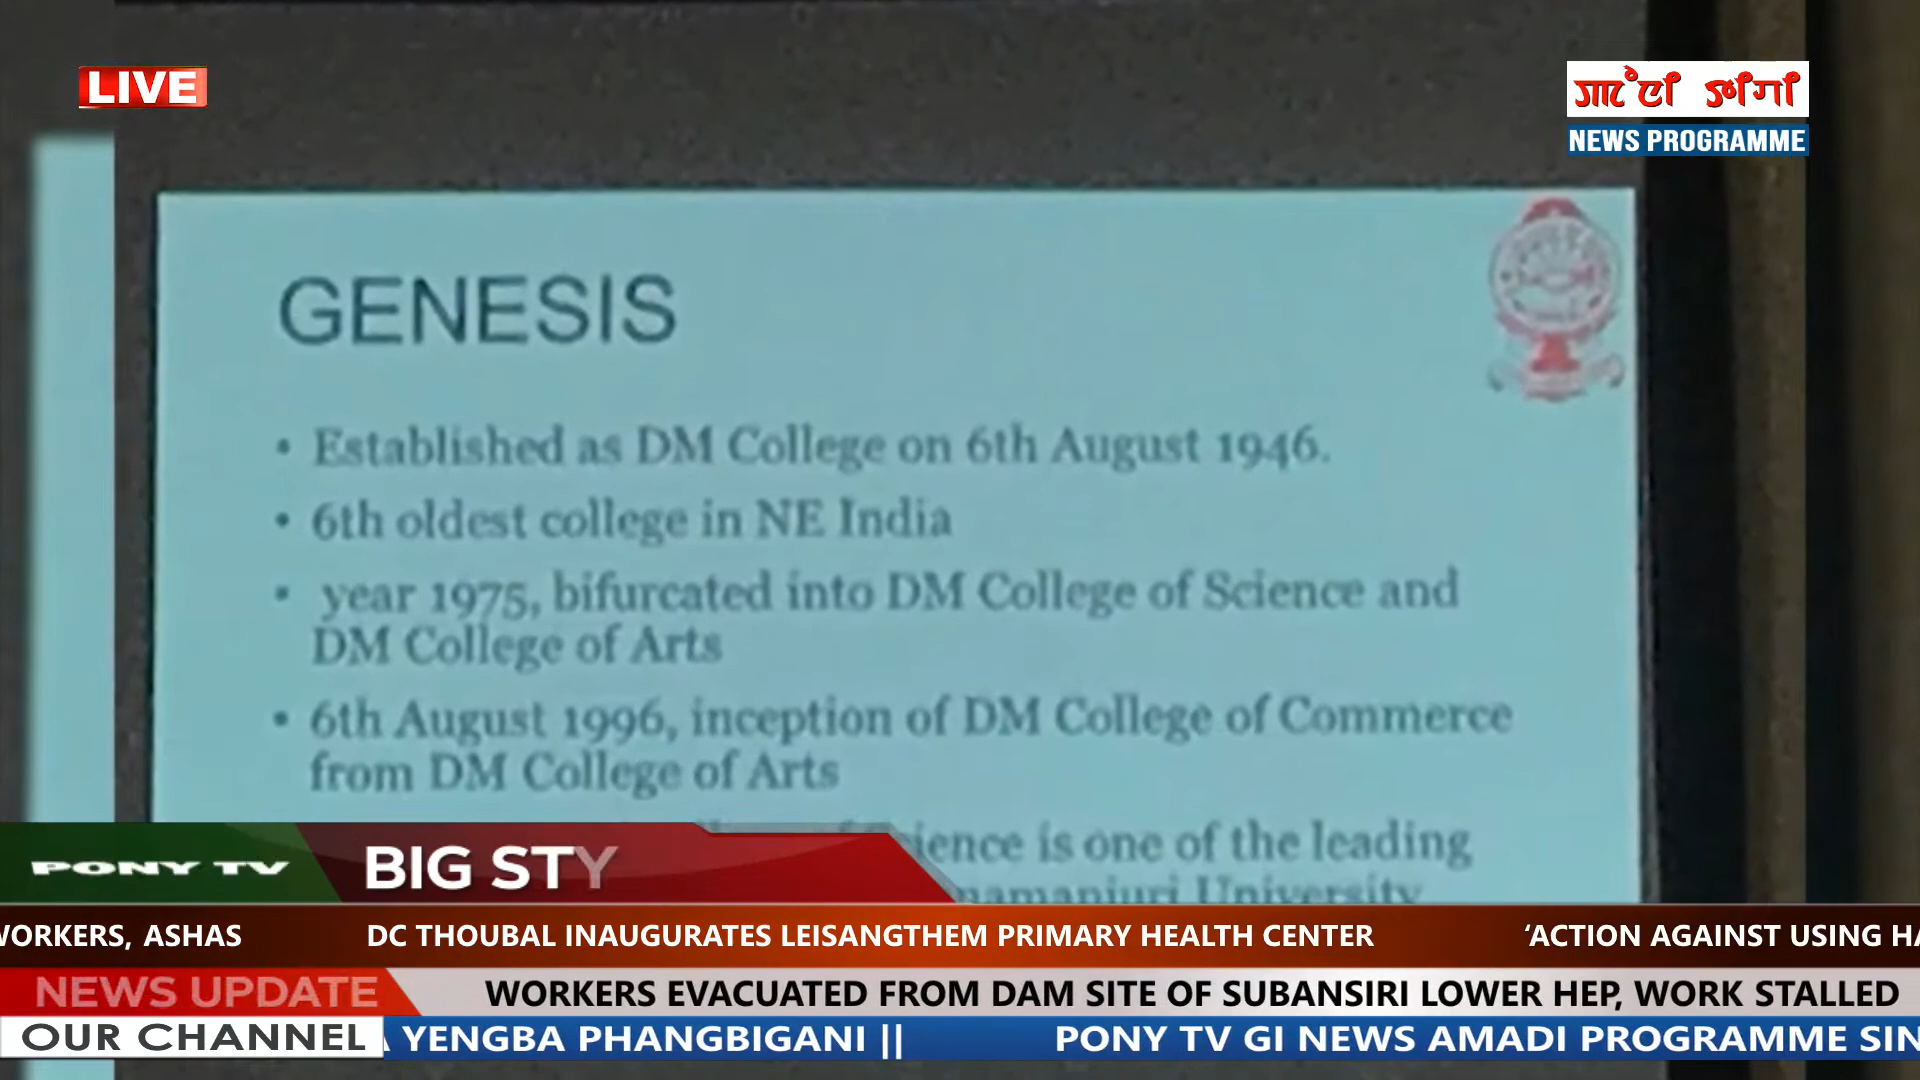 LIVE
NEWS PROGRAMME
GENESIS
• Established as DM College on 6th August 1946.
• 6th oldest college in NE India
• year 1975, bifurcated into DM College of Science and
DM College of Arts
• 6th August 1996, inception of DM College of Commerce
from DM College of Arts
is one of the leading
University
PONY TV
BIG STY
WORKERS, ASHAS DC THOUBAL INAUGURATES LEISANGTHEM PRIMARY HEALTH CENTER ‘ACTION AGAINST USING
NEWS UPDATE
WORKERS EVACUATED FROM DAM SITE OF SUBANSIRI LOWER HEP, WORK STALLED
OUR CHANNEL
YENGBA PHANGBIGANI || PONY TV GI NEWS AMADI PROGRAMME SIN